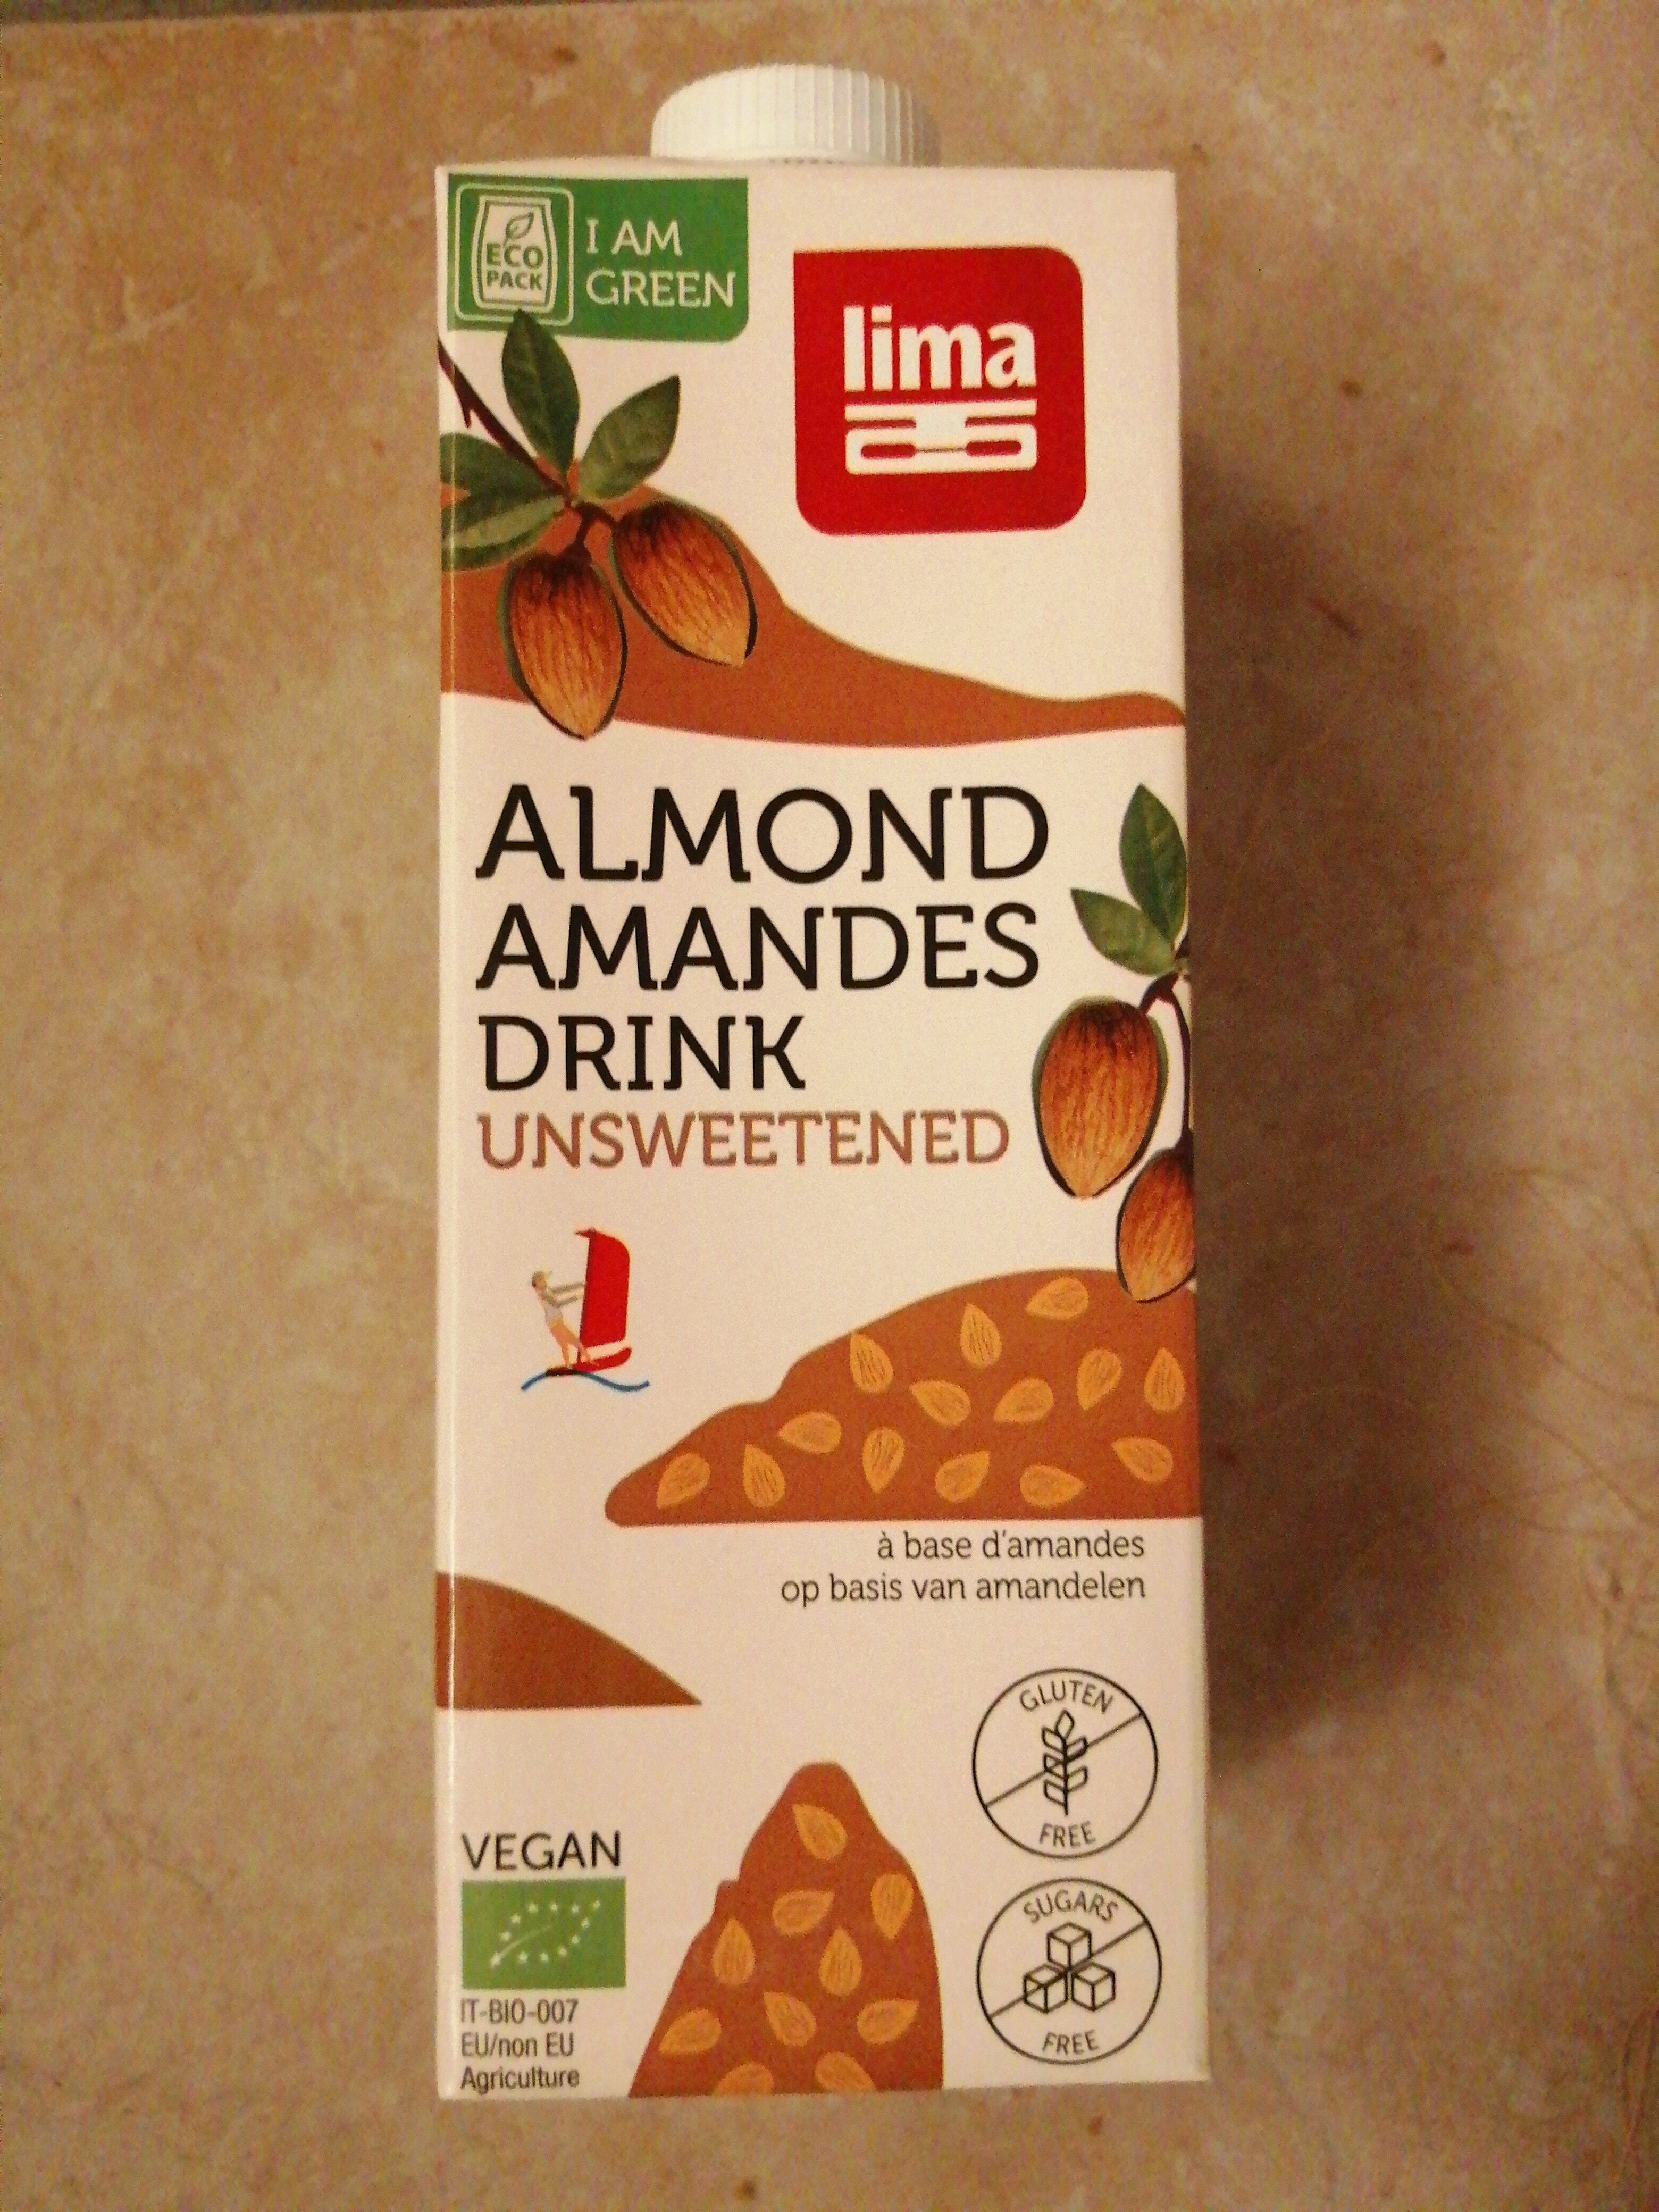 ECO
PACK
I AM
GREEN
lima
ALMOND
AMANDES
DRINK
UNSWEETENED
à base d'amandes
op basis van amandelen
GLUTEN
FREE
VEGAN
SUGARS
FREE
IT-BIO-007
EU/non EU
Agriculture